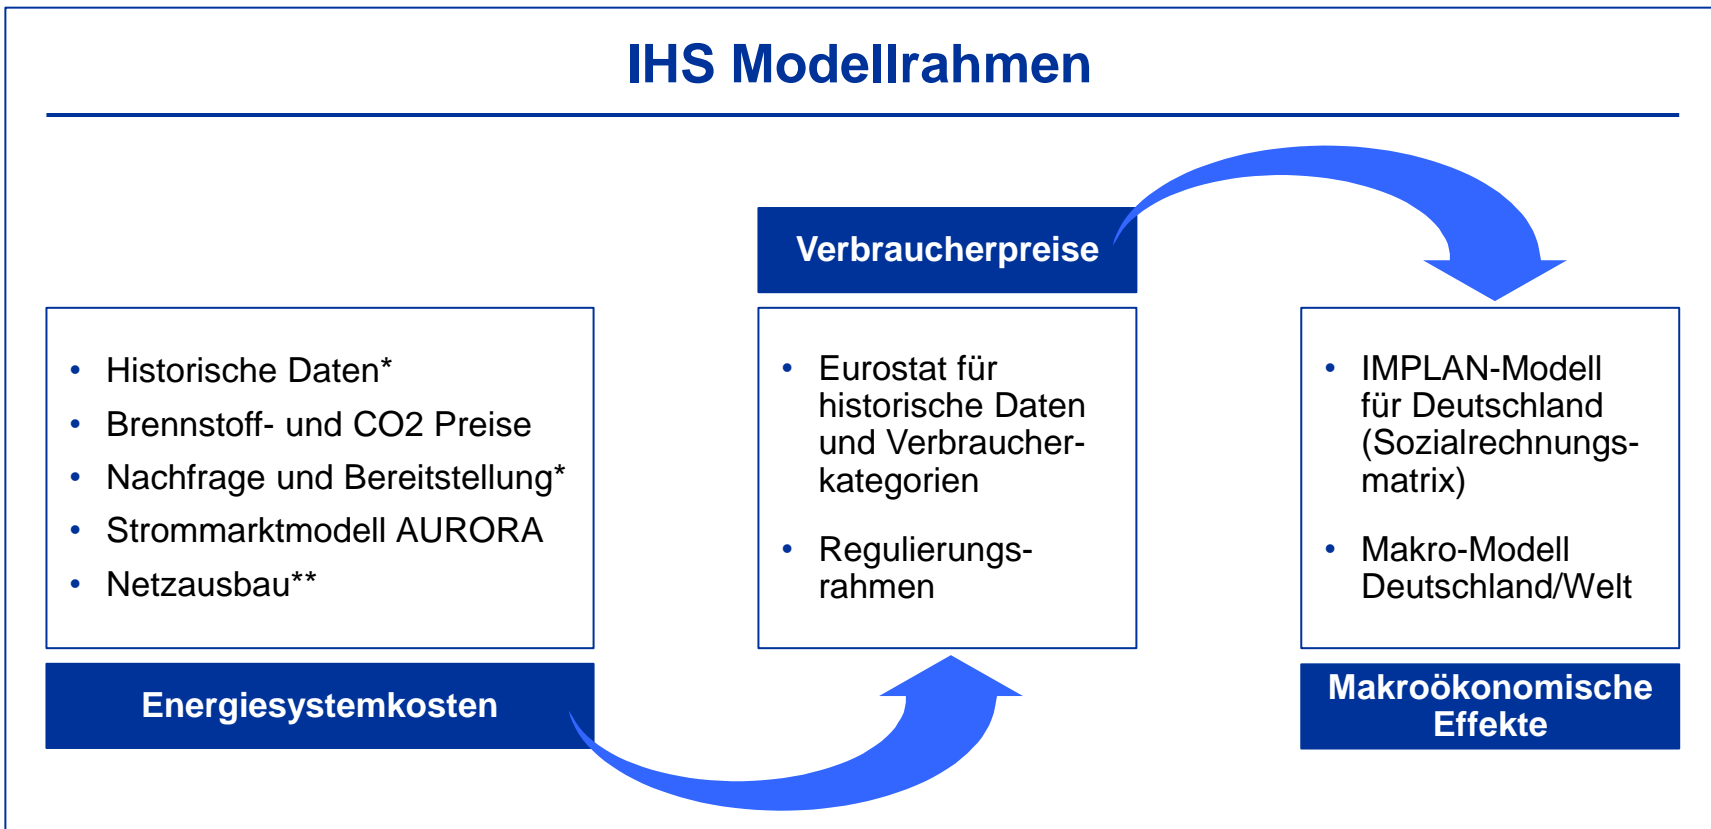 IHS Modellrahmen
• Historische Daten*
• Brennstoff- und CO2 Preise
• Nachfrage und Bereitstellung*
• Strommarktmodell AURORA
• Netzausbau**
Energiesystemkosten
Verbraucherpreise
• Eurostat für
historische Daten
und Verbraucher-
kategorien
• Regulierungs-
rahmen
• IMPLAN-Modell
für Deutschland
(Sozialrechnungs-
matrix)
• Makro-Modell
Deutschland/Welt
Makroökonomische
Effekte